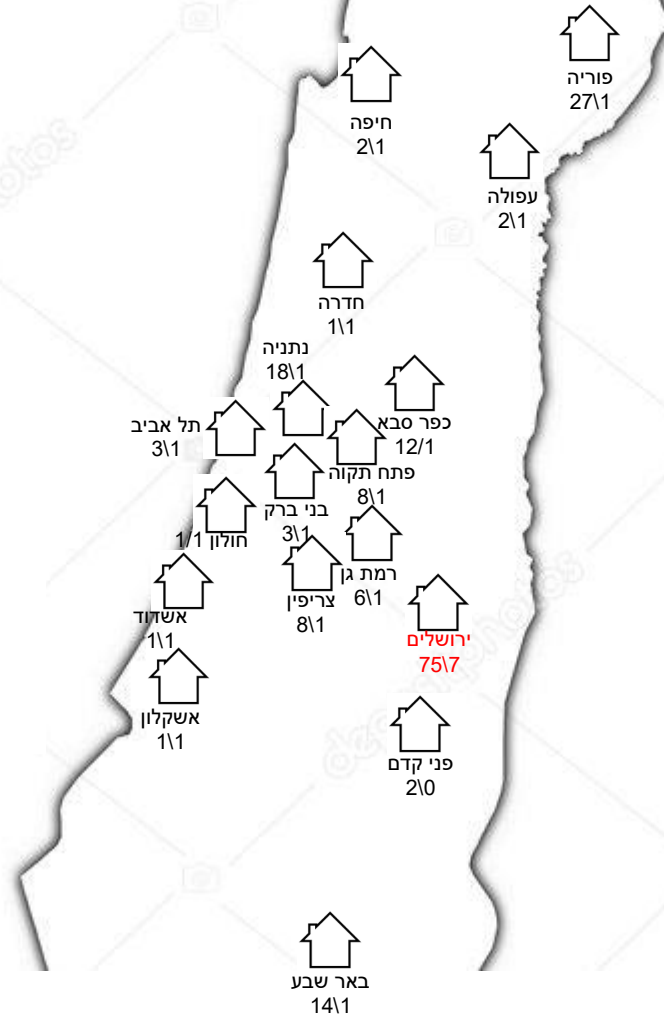 פוריה
27\1
חיפה
2\1
עפולה
2\1
חדרה
1\1
נתניה
18\1
כפר סבא
12/1
תל אביב
3\1
פתח תקוה
8\1
בני ברק
3\1
חולון 1/1
רמת גן
6\1
צריפין
8\1
אשדוד
1\1
ירושלים
75\7
אשקלון
1\1
פני קדם
2\0
באר שבע
14\1